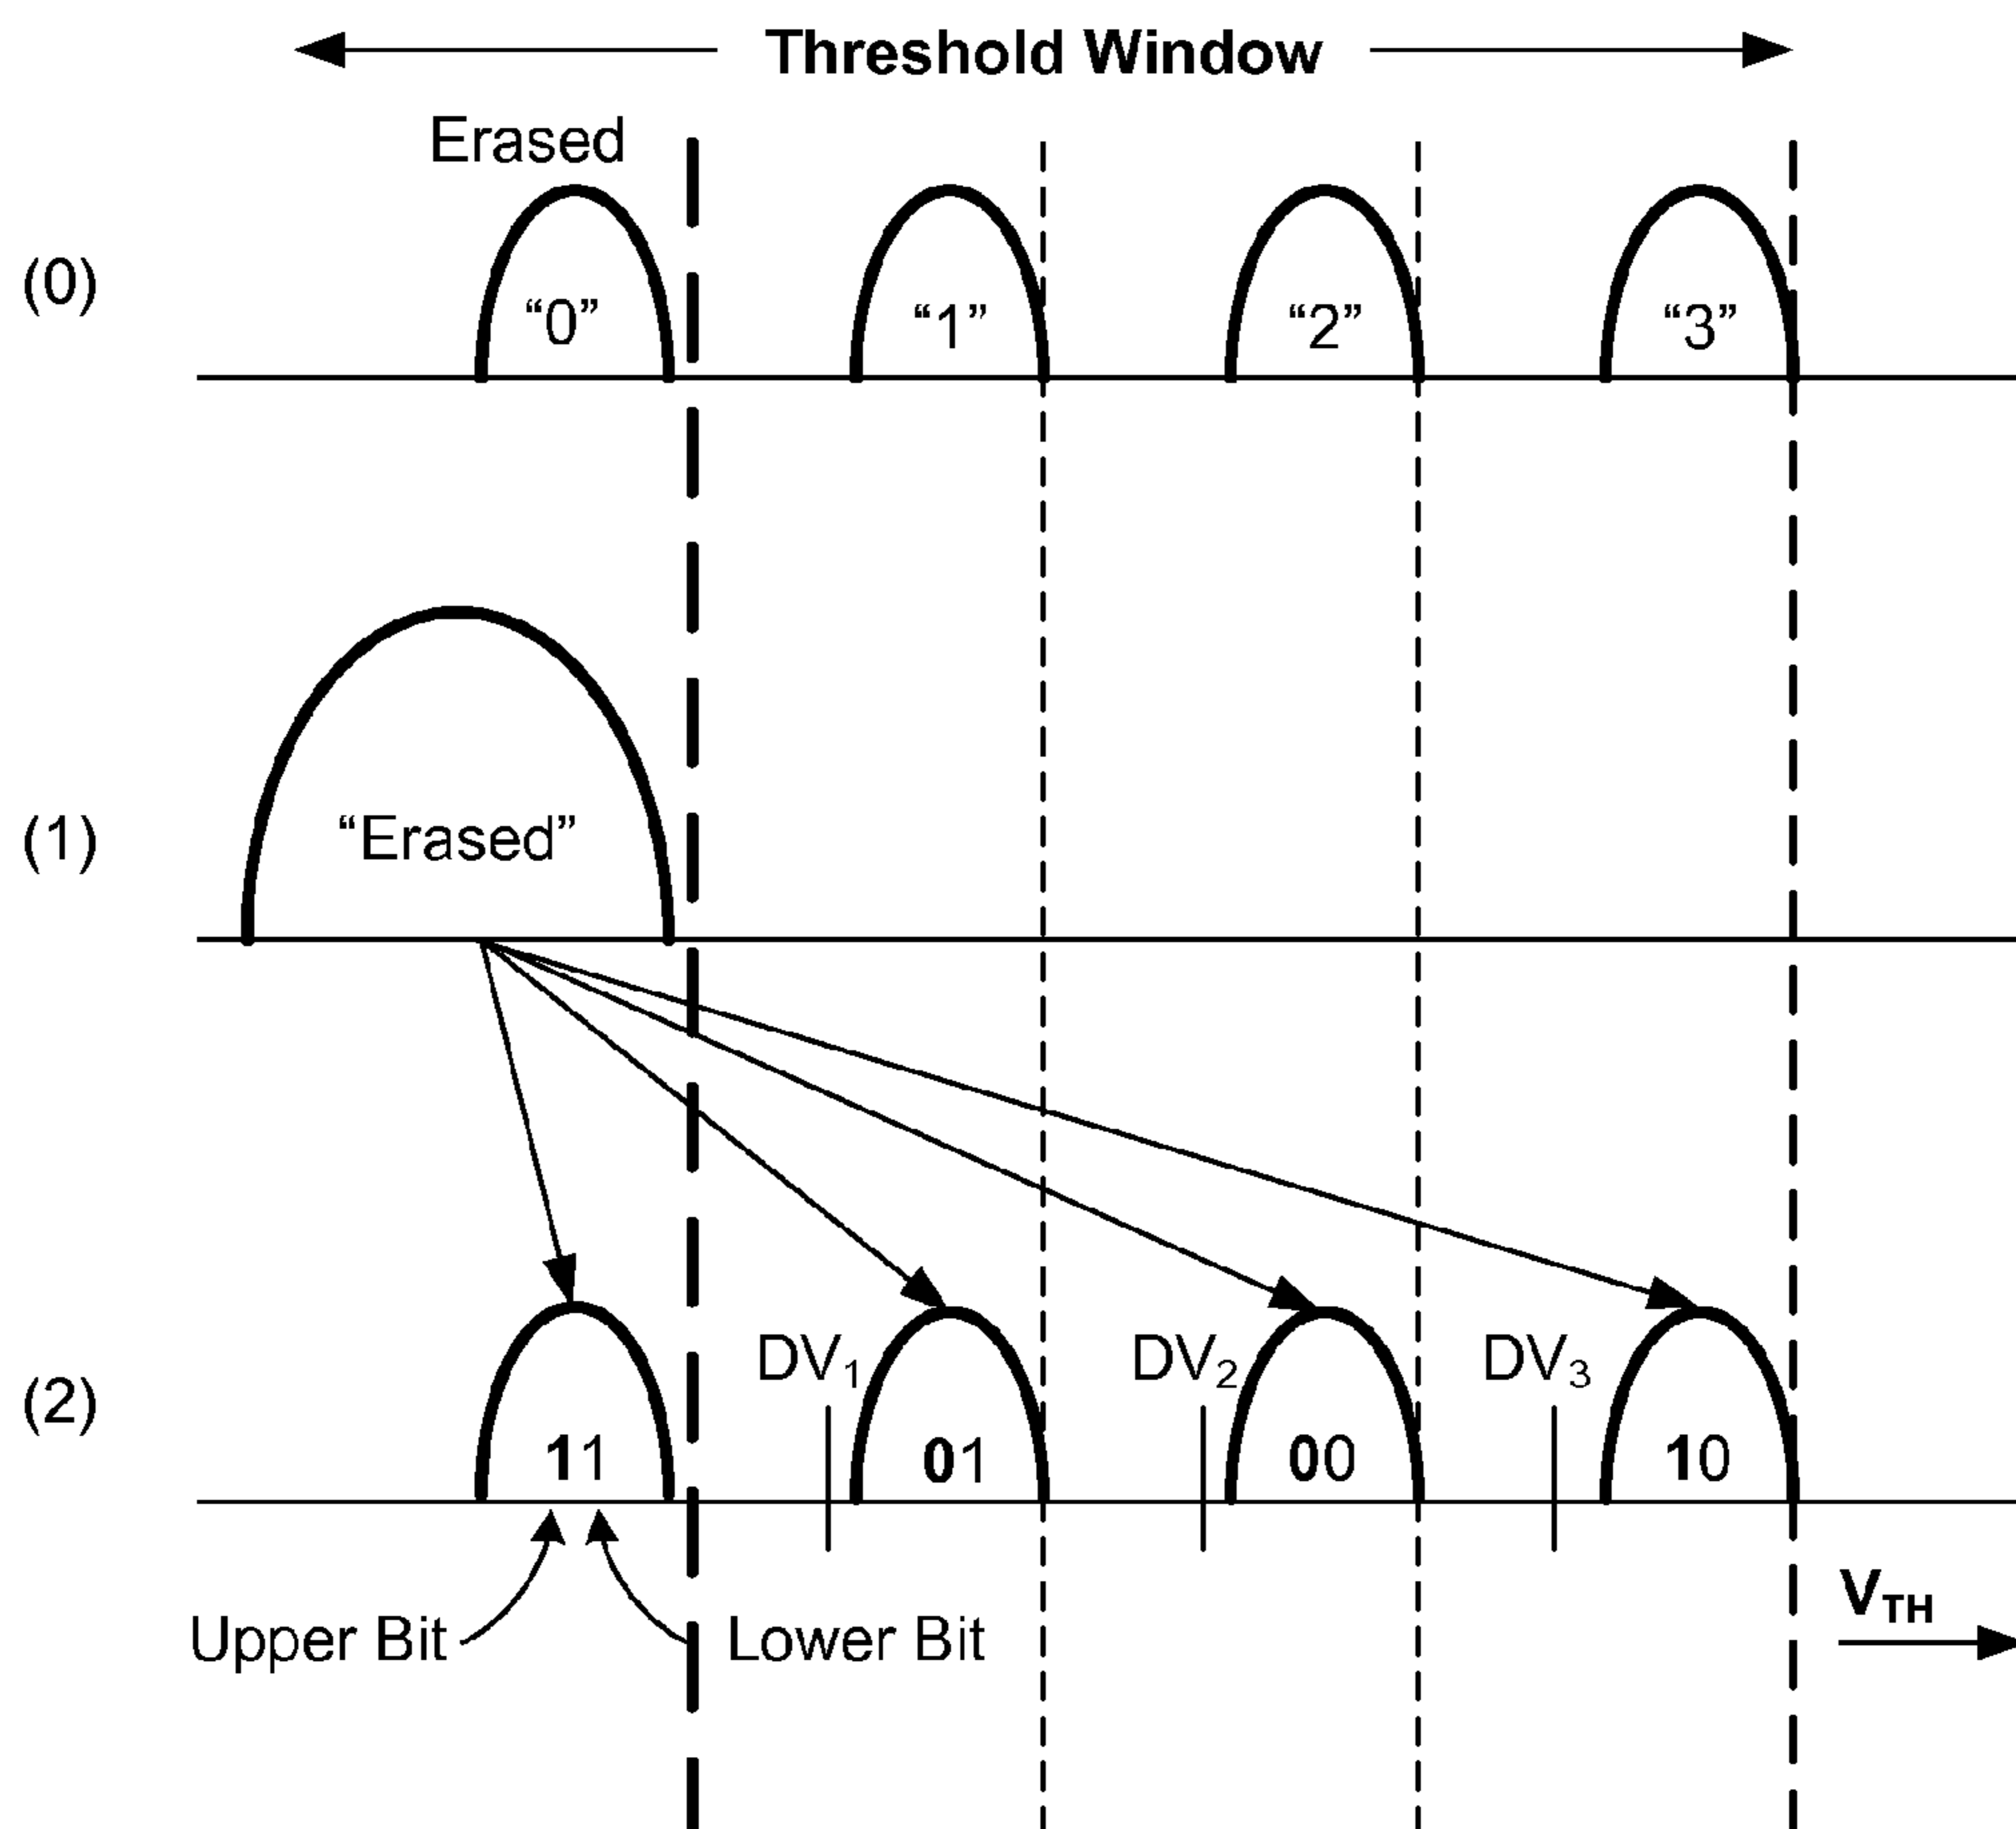 Threshold Window
Erased
(0)
“0” “1” “2” “3”
(1)
“Erased”
(2)
DV1 DV2 DV3
11 01 00 10
Upper Bit Lower Bit
VTH